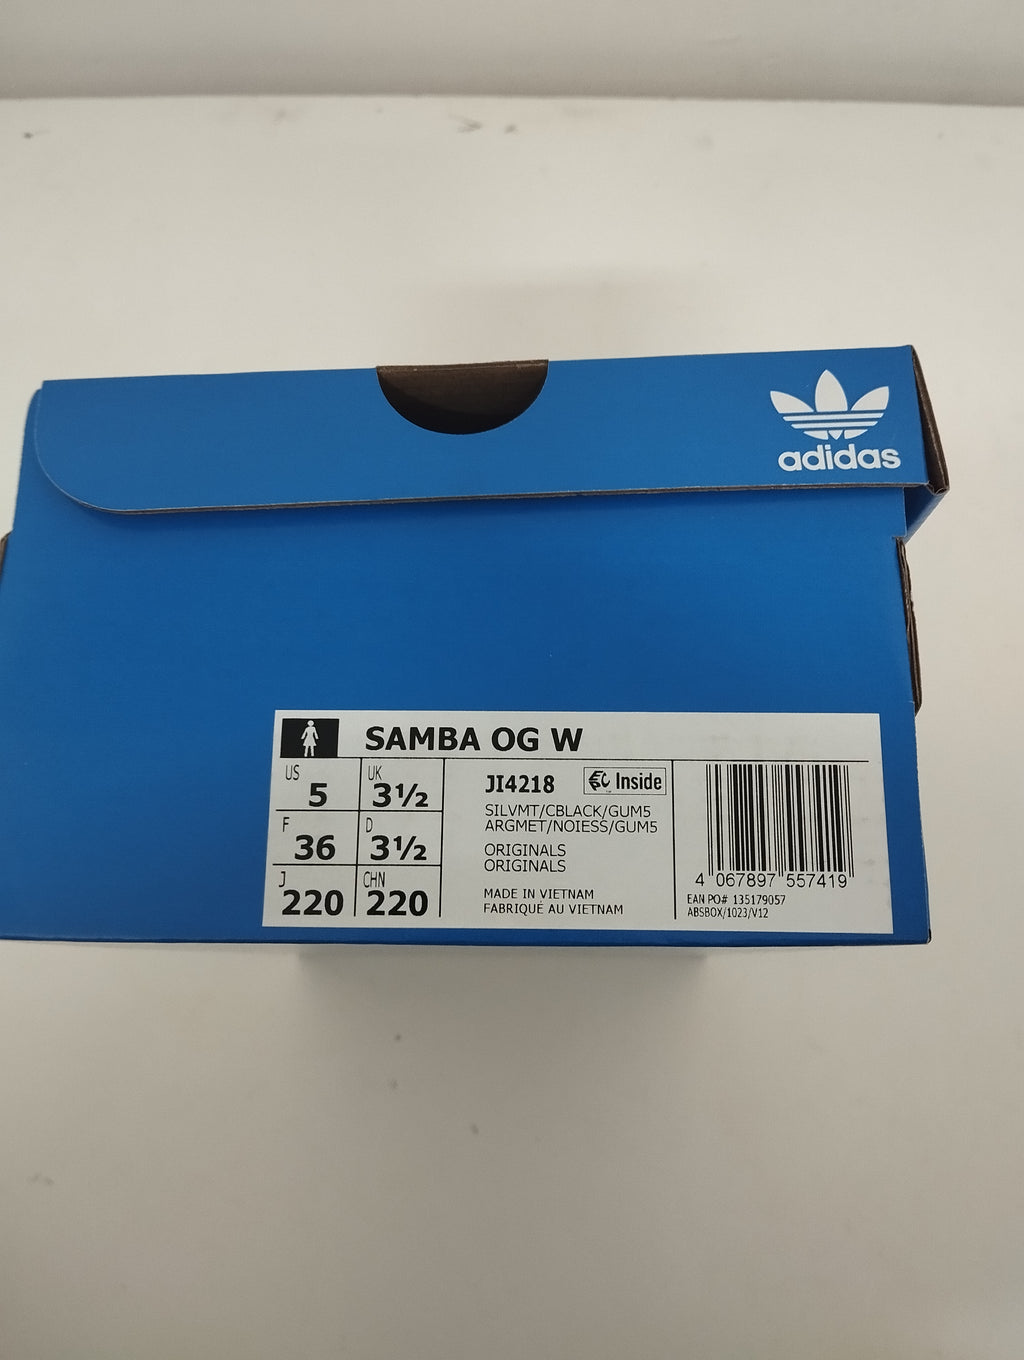 adidas
SAMBA OG W
US 5 UK 3½
F 36 D 3½
J 220 CHN 220
JI4218 Inside
SILVMT/CBLACK/GUM5
ARGMET/NOIESS/GUM5
ORIGINALS
ORIGINALS
MADE IN VIETNAM
FABRIQUÉ AU VIETNAM
4 067897 557419
EAN PO# 135179057
ABSBOX/1023/V12